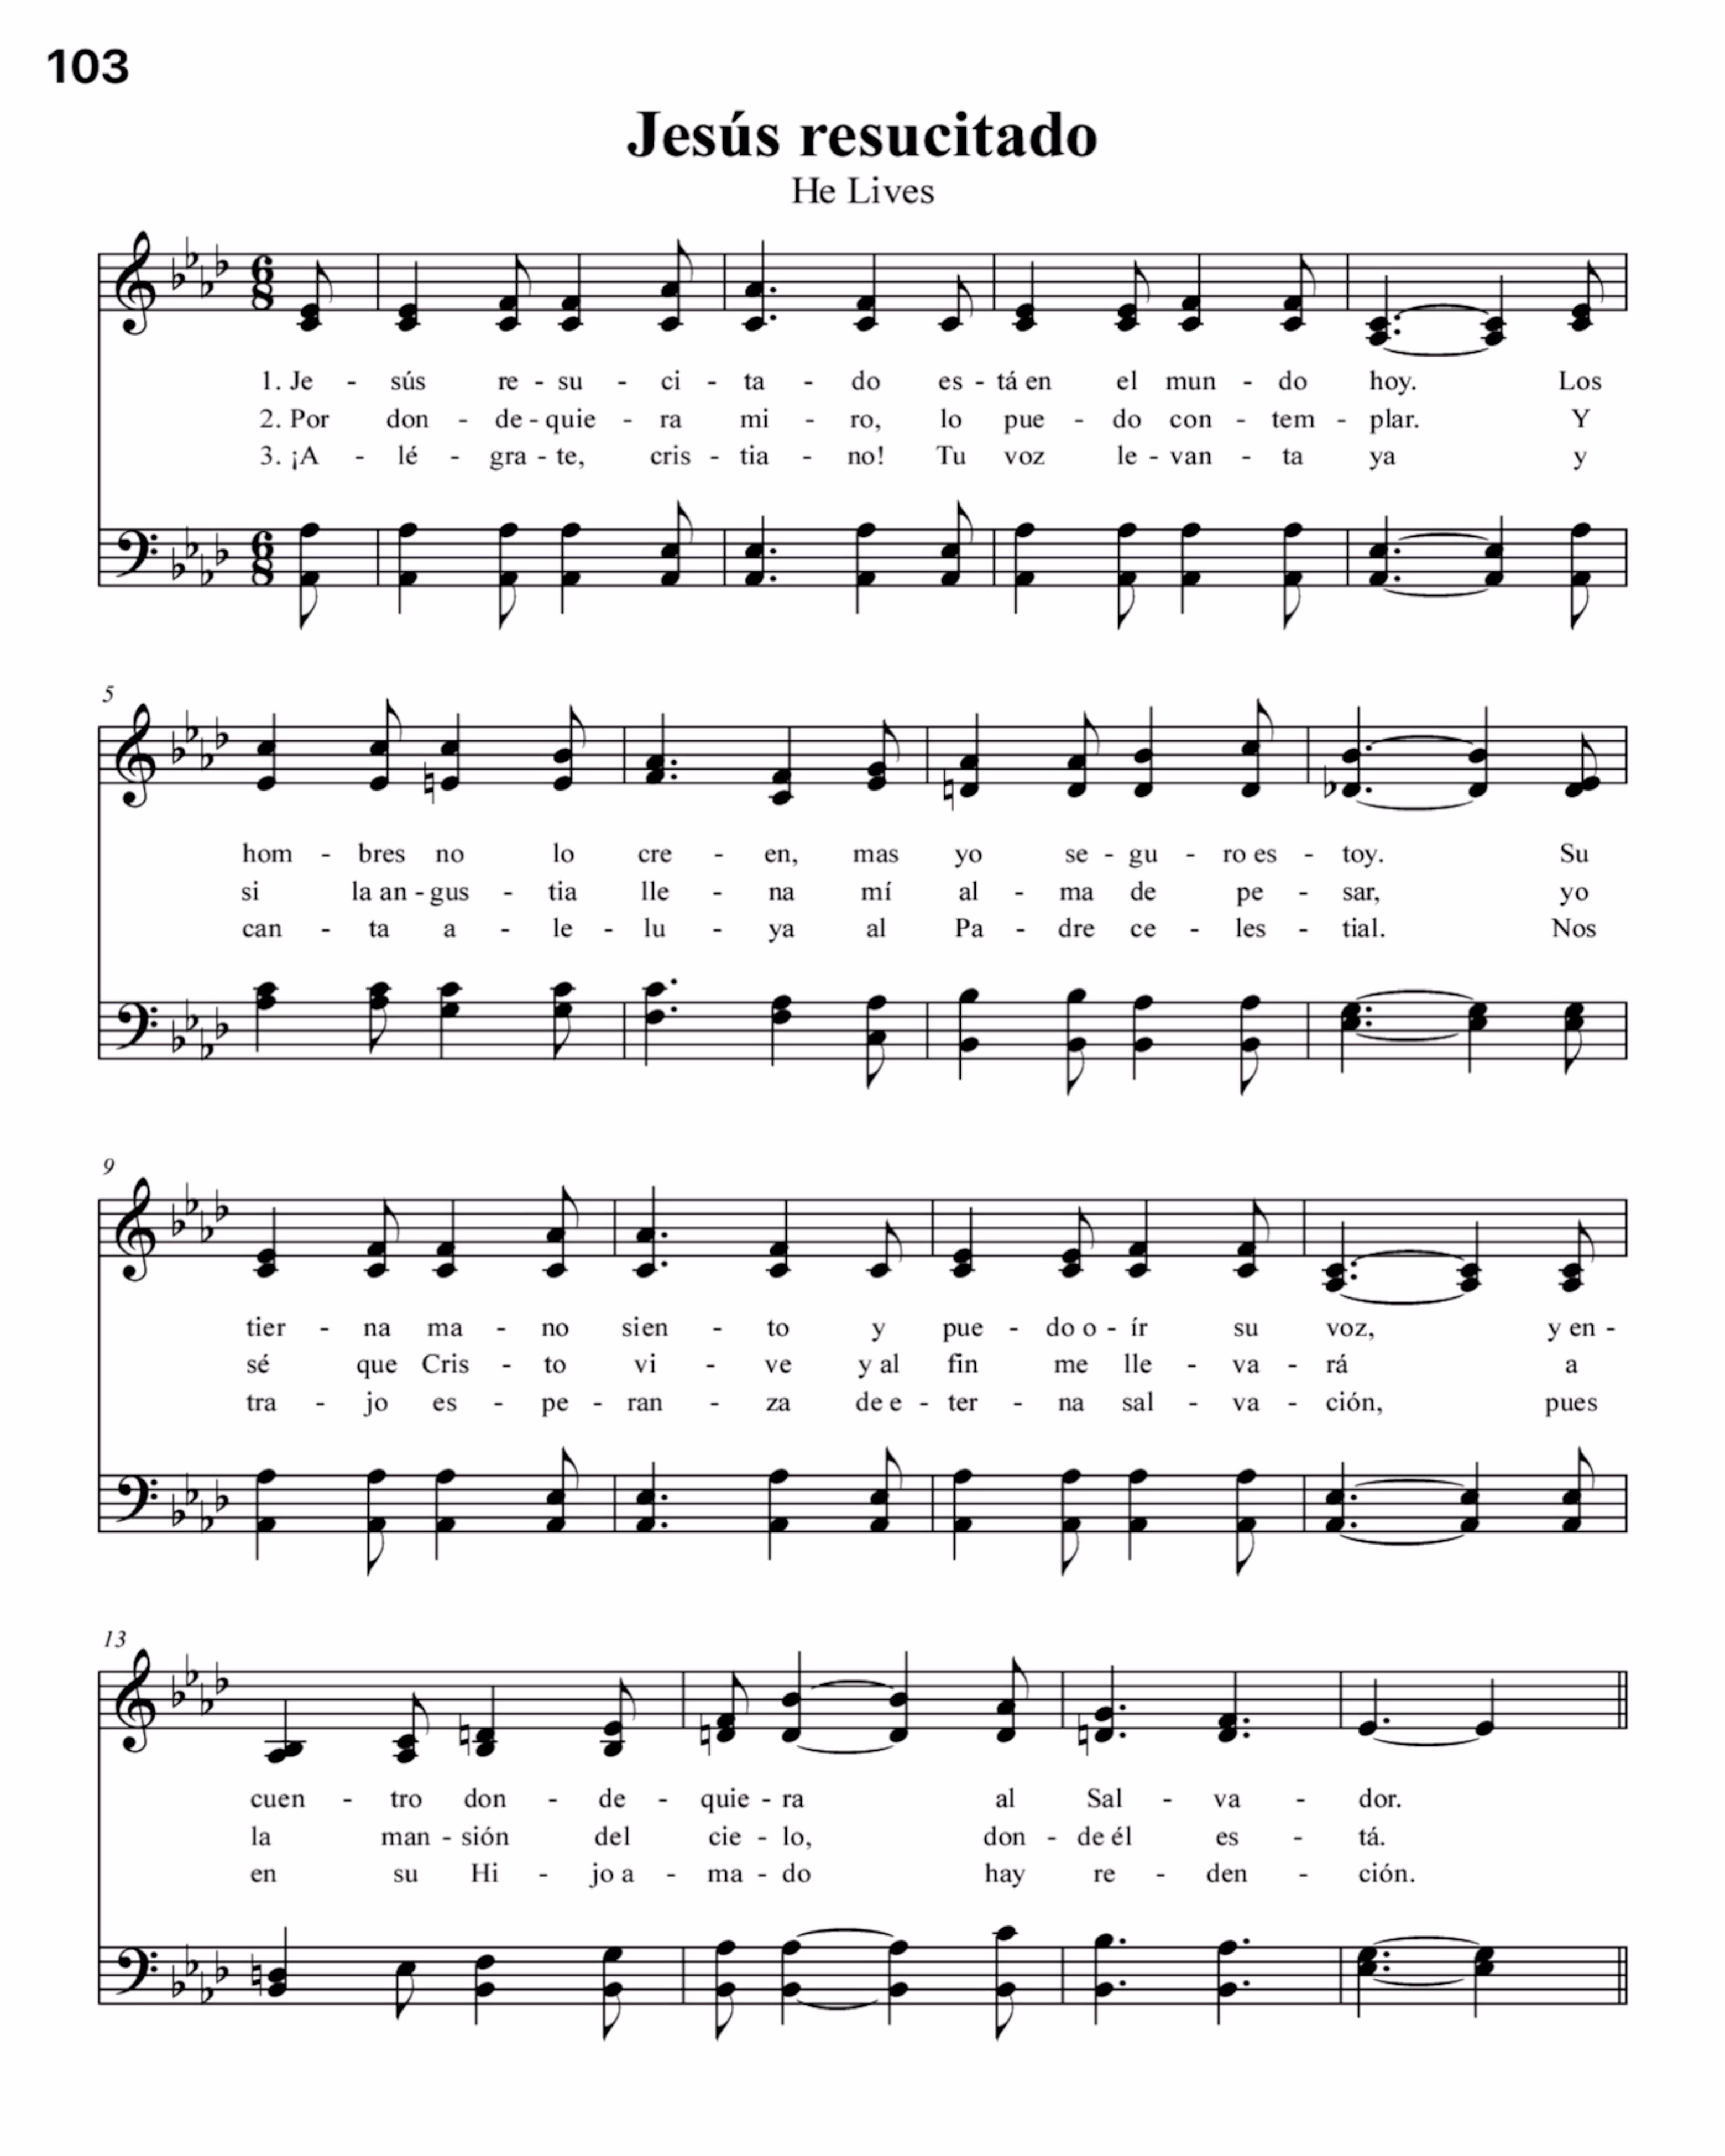 103
Jesús resucitado
He Lives
1. Je - sús re - su - ci - ta - do es - tá en el mun - do hoy. Los
2. Por don - de - quie - ra mi - ro, lo pue - do con - tem - plar. Y
3. ¡A - lé - gra - te, cris - tia - no! Tu voz le - van - ta ya y
5
hom - bres no lo cre - en, mas yo se - gu - ro es - toy. Su
si la an - gus - tia lle - na mí al - ma de pe - sar, yo
can - ta a - le - lu - ya al Pa - dre ce - les - tial. Nos
9
tier - na ma - no sien - to y pue - do o - ír su voz, y en -
sé que Cris - to vi - ve y al fin me lle - va - rá a
tra - jo es - pe - ran - za de e - ter - na sal - va - ción, pues
13
cuen - tro don - de - quie - ra al Sal - va - dor.
la man - sión del cie - lo, don - de él es - tá.
en su Hi - jo a - ma - do hay re - den - ción.